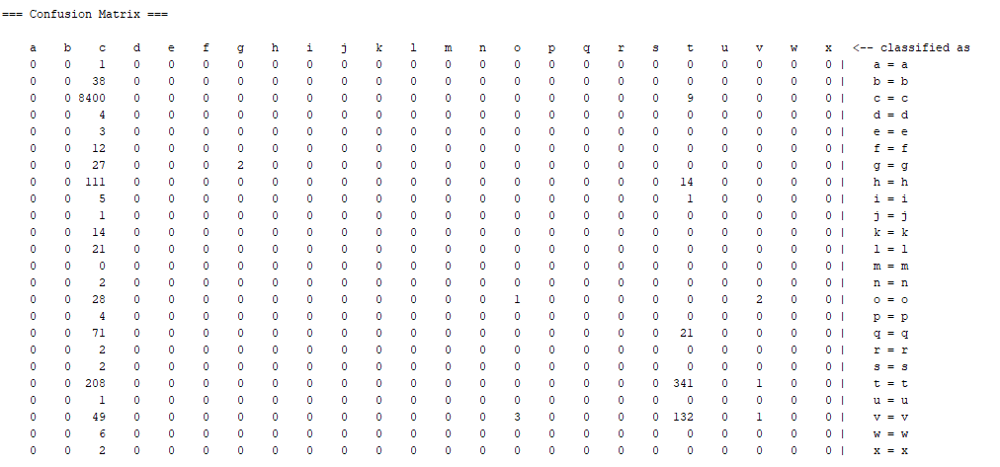 === Confusion Matrix ===
a b c d e f g h i j k l m n o p q r s t u v w x <-- classified as
0 0 1 0 0 0 0 0 0 0 0 0 0 0 0 0 0 0 0 0 0 0 0 0 | a = a
0 0 38 0 0 0 0 0 0 0 0 0 0 0 0 0 0 0 0 0 0 0 0 0 | b = b
0 0 8400 0 0 0 0 0 0 0 0 0 0 0 0 0 0 0 0 9 0 0 0 0 | c = c
0 0 4 0 0 0 0 0 0 0 0 0 0 0 0 0 0 0 0 0 0 0 0 0 | d = d
0 0 3 0 0 0 0 0 0 0 0 0 0 0 0 0 0 0 0 0 0 0 0 0 | e = e
0 0 12 0 0 0 0 0 0 0 0 0 0 0 0 0 0 0 0 0 0 0 0 0 | f = f
0 0 27 0 0 0 2 0 0 0 0 0 0 0 0 0 0 0 0 0 0 0 0 0 | g = g
0 0 111 0 0 0 0 0 0 0 0 0 0 0 0 0 0 0 0 14 0 0 0 0 | h = h
0 0 5 0 0 0 0 0 0 0 0 0 0 0 0 0 0 0 0 1 0 0 0 0 | i = i
0 0 1 0 0 0 0 0 0 0 0 0 0 0 0 0 0 0 0 0 0 0 0 0 | j = j
0 0 14 0 0 0 0 0 0 0 0 0 0 0 0 0 0 0 0 0 0 0 0 0 | k = k
0 0 21 0 0 0 0 0 0 0 0 0 0 0 0 0 0 0 0 0 0 0 0 0 | l = l
0 0 0 0 0 0 0 0 0 0 0 0 0 0 0 0 0 0 0 0 0 0 0 0 | m = m
0 0 2 0 0 0 0 0 0 0 0 0 0 0 0 0 0 0 0 0 0 0 0 0 | n = n
0 0 28 0 0 0 0 0 0 0 0 0 0 0 1 0 0 0 0 0 0 2 0 0 | o = o
0 0 4 0 0 0 0 0 0 0 0 0 0 0 0 0 0 0 0 0 0 0 0 0 | p = p
0 0 71 0 0 0 0 0 0 0 0 0 0 0 0 0 0 0 0 21 0 0 0 0 | q = q
0 0 2 0 0 0 0 0 0 0 0 0 0 0 0 0 0 0 0 0 0 0 0 0 | r = r
0 0 2 0 0 0 0 0 0 0 0 0 0 0 0 0 0 0 0 0 0 0 0 0 | s = s
0 0 208 0 0 0 0 0 0 0 0 0 0 0 0 0 0 0 0 341 0 1 0 0 | t = t
0 0 1 0 0 0 0 0 0 0 0 0 0 0 0 0 0 0 0 0 0 0 0 0 | u = u
0 0 49 0 0 0 0 0 0 0 0 0 0 0 3 0 0 0 0 132 0 1 0 0 | v = v
0 0 6 0 0 0 0 0 0 0 0 0 0 0 0 0 0 0 0 0 0 0 0 0 | w = w
0 0 2 0 0 0 0 0 0 0 0 0 0 0 0 0 0 0 0 0 0 0 0 0 | x = x